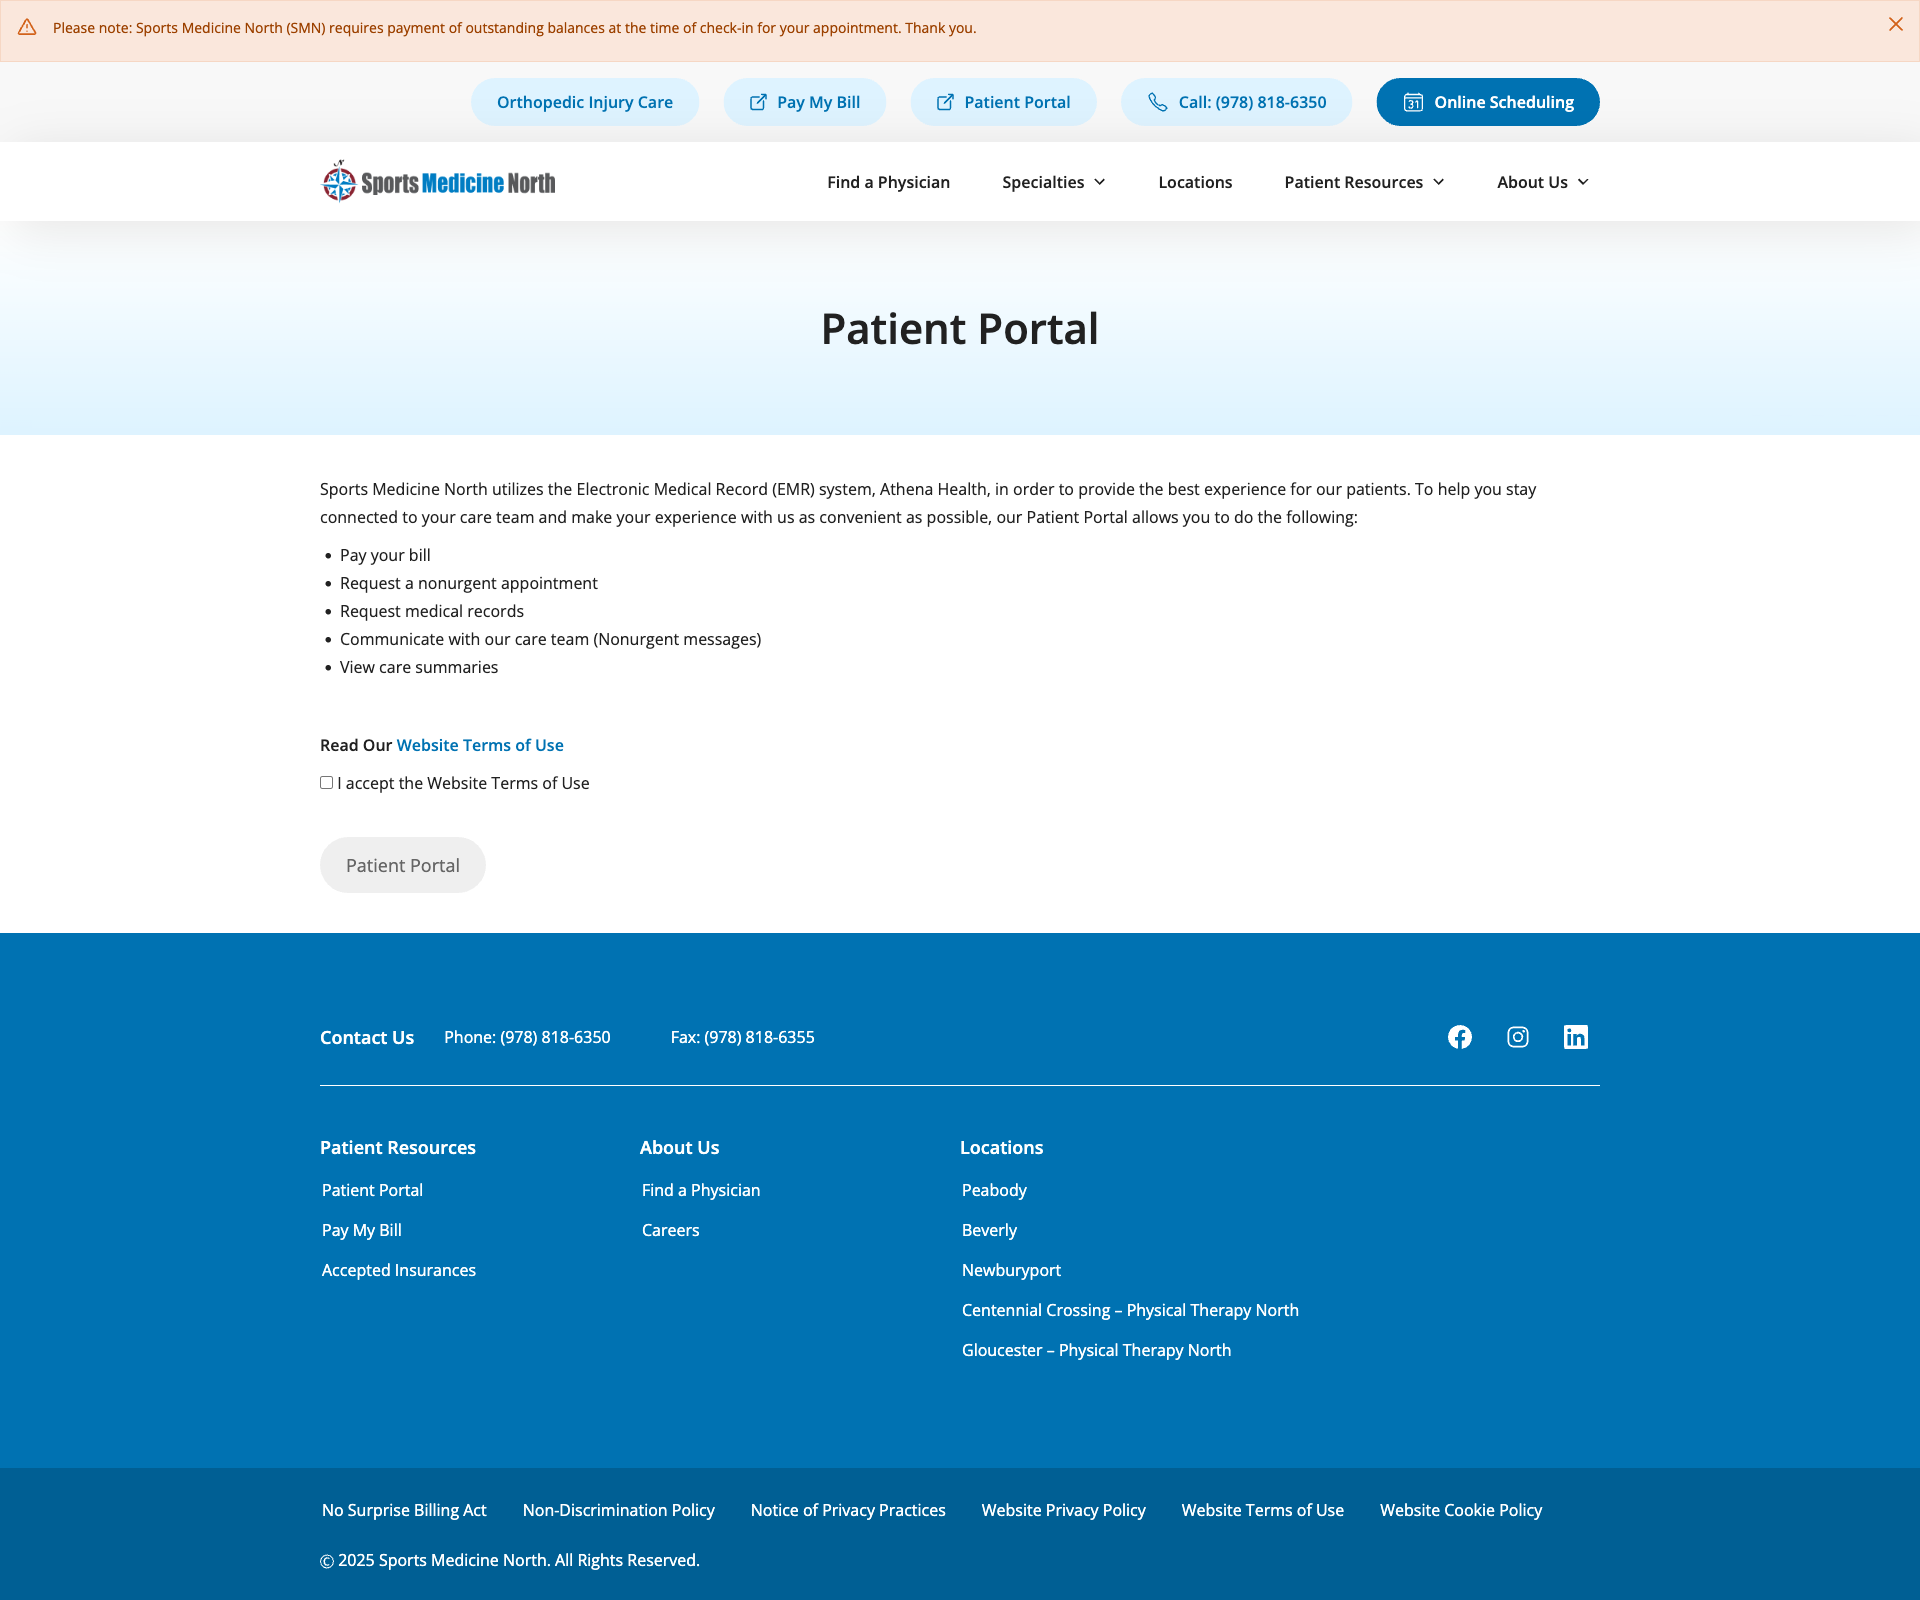 Please note: Sports Medicine North (SMN) requires payment of outstanding balances at the time of check-in for your appointment. Thank you.
Orthopedic Injury Care
Pay My Bill
Patient Portal
Call: (978) 818-6350
31
Online Scheduling
N
Sports Medicine North
Find a Physician
Specialties
Locations
Patient Resources
About Us
Patient Portal
Sports Medicine North utilizes the Electronic Medical Record (EMR) system, Athena Health, in order to provide the best experience for our patients. To help you stay
connected to your care team and make your experience with us as convenient as possible, our Patient Portal allows you to do the following:
• Pay your bill
• Request a nonurgent appointment
• Request medical records
• Communicate with our care team (Nonurgent messages)
• View care summaries
Read Our Website Terms of Use
I accept the Website Terms of Use
Patient Portal
Contact Us
Phone: (978) 818-6350
Fax: (978) 818-6355
in
Patient Resources
Patient Portal
Pay My Bill
Accepted Insurances
About Us
Find a Physician
Careers
Locations
Peabody
Beverly
Newburyport
Centennial Crossing – Physical Therapy North
Gloucester – Physical Therapy North
No Surprise Billing Act
Non-Discrimination Policy
Notice of Privacy Practices
Website Privacy Policy
Website Terms of Use
Website Cookie Policy
© 2025 Sports Medicine North. All Rights Reserved.